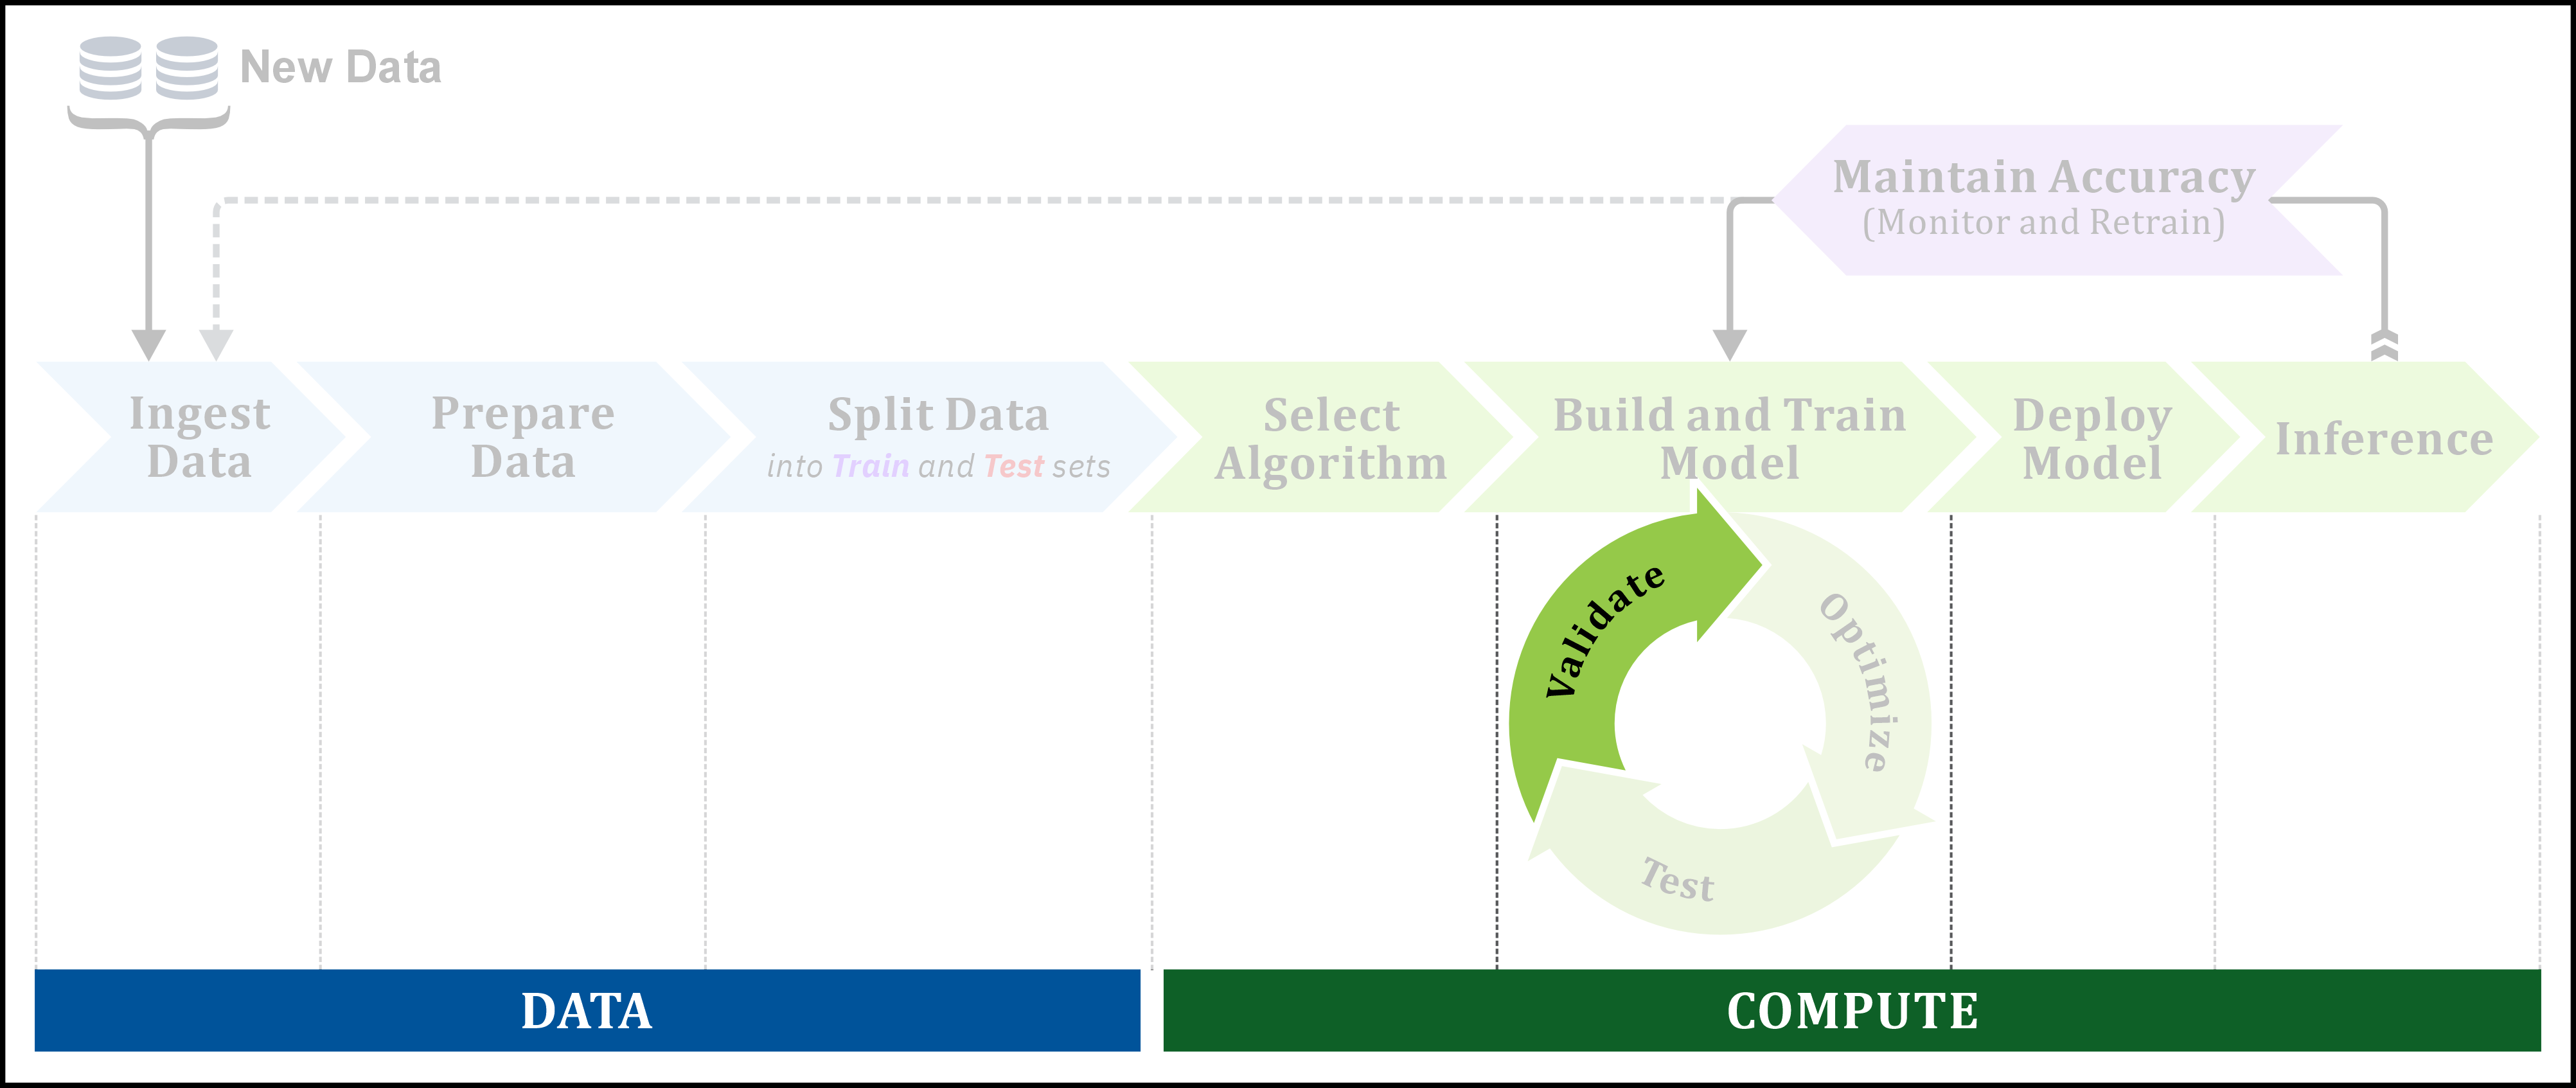 New Data
Maintain Accuracy
(Monitor and Retrain)
Ingest
Data
Prepare
Data
Split Data
into Train and Test sets
Select
Algorithm
Build and Train
Model
Deploy
Model
Inference
Validate
Optimize
Test
DATA
COMPUTE